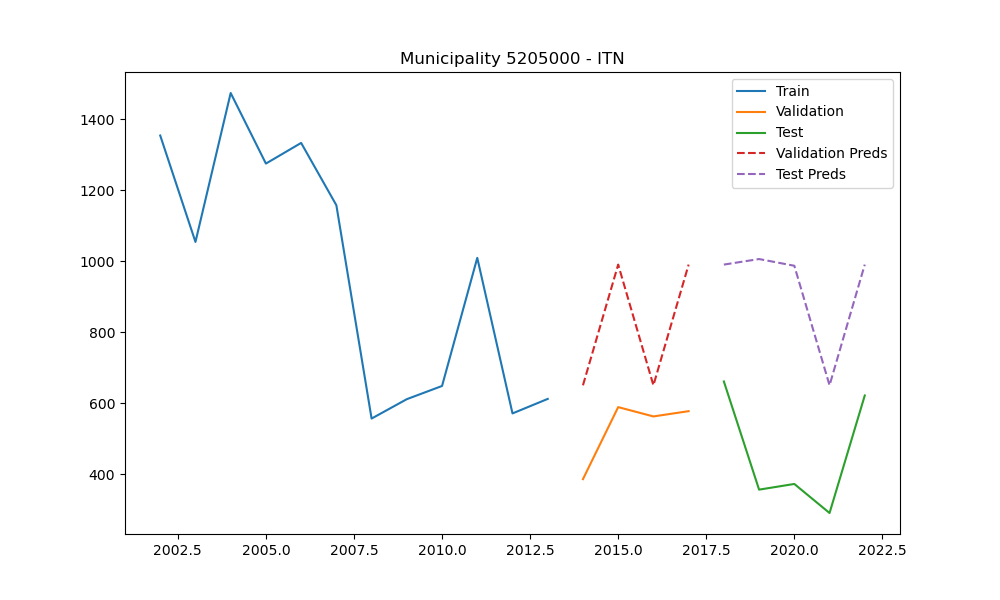 Municipality 5205000 - ITN
Train
Validation
Test
Validation Preds
Test Preds
1400
1200
1000
800
600
400
2002.5 2005.0 2007.5 2010.0 2012.5 2015.0 2017.5 2020.0 2022.5